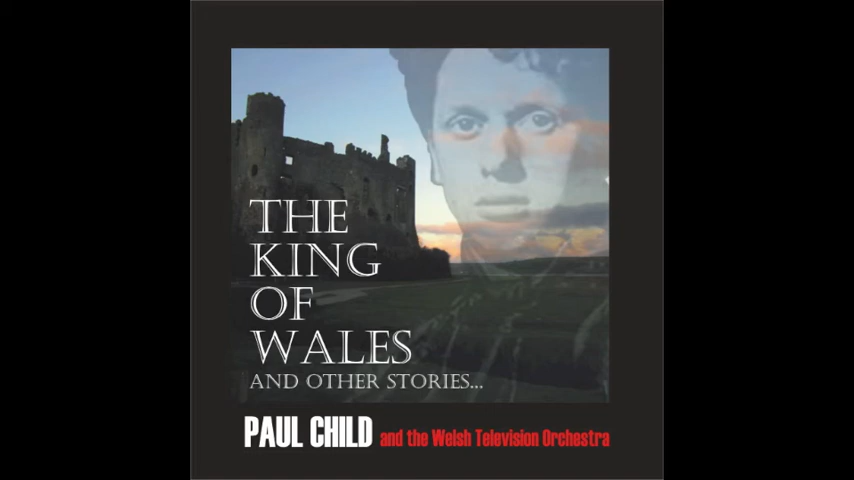 THE
KING
OF
WALES
AND OTHER STORIES...
PAUL CHILD and the Welsh Television Orchestra